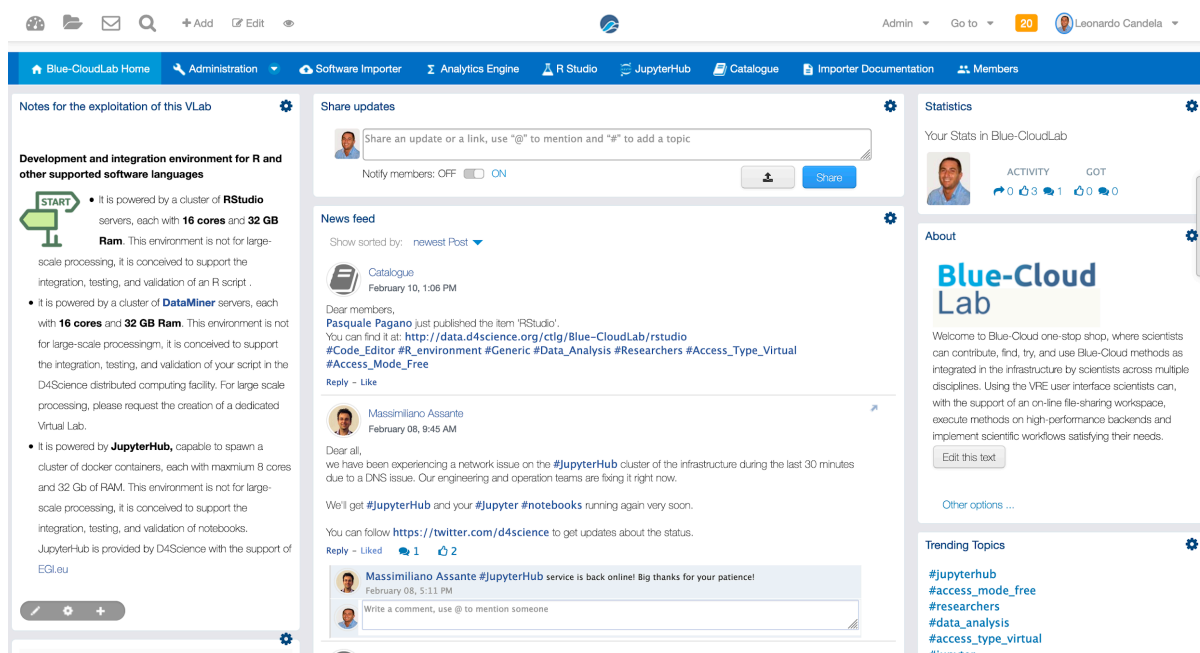 Add
Edit
Admin
Go to
20
Leonardo Candela
Blue-CloudLab Home
Administration
Software Importer
Σ Analytics Engine
R Studio
JupyterHub
Catalogue
Importer Documentation
Members
Notes for the exploitation of this VLab
Development and integration environment for R and
other supported software languages
START
It is powered by a cluster of RStudio
servers, each with 16 cores and 32 GB
Ram. This environment is not for large-
scale processing, it is conceived to support the
integration, testing, and validation of an R script .
it is powered by a cluster of DataMiner servers, each
with 16 cores and 32 GB Ram. This environment is not
for large-scale processingm, it is conceived to support
the integration, testing, and validation of your script in the
D4Science distributed computing facility. For large scale
processing, please request the creation of a dedicated
Virtual Lab.
It is powered by JupyterHub, capable to spawn a
cluster of docker containers, each with maxmium 8 cores
and 32 Gb of RAM. This environment is not for large-
scale processing, it is conceived to support the
integration, testing, and validation of notebooks.
JupyterHub is provided by D4Science with the support of
EGI.eu
Share updates
Share an update or a link, use "@" to mention and "#" to add a topic
Notify members: OFF ON
Share
News feed
Show sorted by: newest Post
Catalogue
February 10, 1:06 PM
Dear members,
Pasquale Pagano just published the item 'RStudio'.
You can find it at: http://data.d4science.org/ctlg/Blue-CloudLab/rstudio
#Code_Editor #R_environment #Generic #Data_Analysis #Researchers #Access_Type_Virtual
#Access_Mode_Free
Reply - Like
Massimiliano Assante
February 08, 9:45 AM
Dear all,
we have been experiencing a network issue on the #JupyterHub cluster of the infrastructure during the last 30 minutes
due to a DNS issue. Our engineering and operation teams are fixing it right now.
We'll get #JupyterHub and your #Jupyter #notebooks running again very soon.
You can follow https://twitter.com/d4science to get updates about the status.
Reply - Liked 1 2
Massimiliano Assante #JupyterHub service is back online! Big thanks for your patience!
February 08, 5:11 PM
Write a comment, use @ to mention someone
Statistics
Your Stats in Blue-CloudLab
ACTIVITY GOT
0 3 1 0 0
About
Blue-Cloud
Lab
Welcome to Blue-Cloud one-stop shop, where scientists
can contribute, find, try, and use Blue-Cloud methods as
integrated in the infrastructure by scientists across multiple
disciplines. Using the VRE user interface scientists can,
with the support of an on-line file-sharing workspace,
execute methods on high-performance backends and
implement scientific workflows satisfying their needs.
Edit this text
Other options ...
Trending Topics
#jupyterhub
#access_mode_free
#researchers
#data_analysis
#access_type_virtual